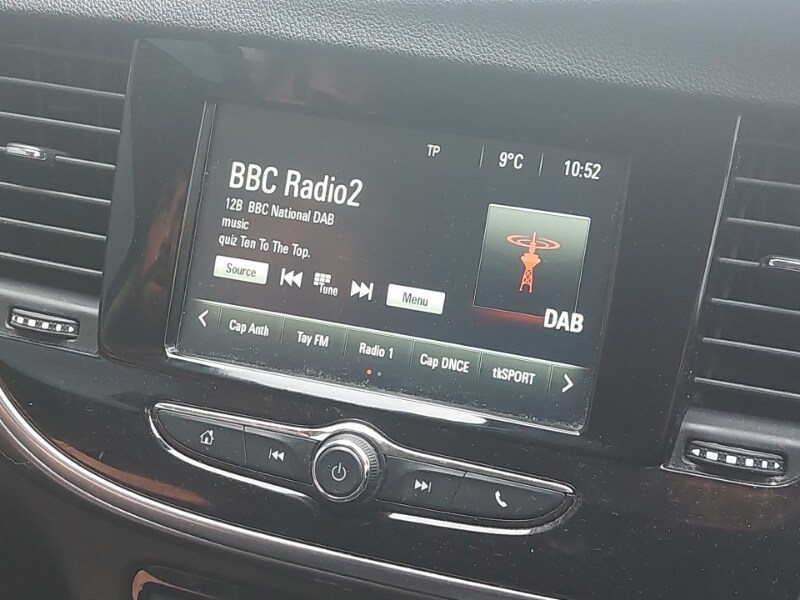 TP 9°C 10:52
BBC Radio2
12B BBC National DAB
music
quiz Ten To The Top.
Source Tune Menu
DAB
Cap Anth Tay FM Radio 1 Cap DNCE tkSPORT